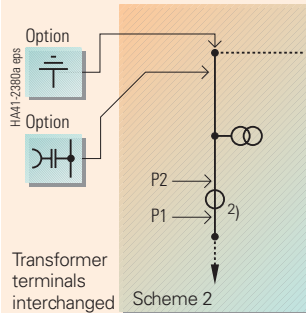 Option
HA41-2380a eps
Option
P2
P1
2)
Transformer
terminals
interchanged
Scheme 2